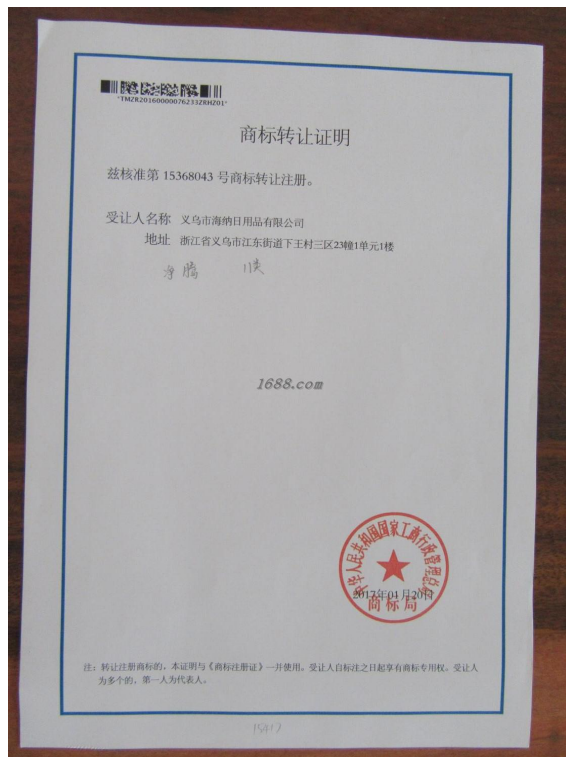 *TMZR20160000076233ZRHZ01*
商标转让证明
兹核准第 15368043 号商标转让注册。
受让人名称 义乌市海纳日用品有限公司
地址 浙江省义乌市江东街道下王村三区23幢1单元1楼
1688.com
中华人民共和国国家工商行政管理总局
2017年01月20日
商标局
注：转让注册商标的，本证明与《商标注册证》一并使用。受让人自标注之日起享有商标专用权。受让人
为多个的，第一人为代表人。